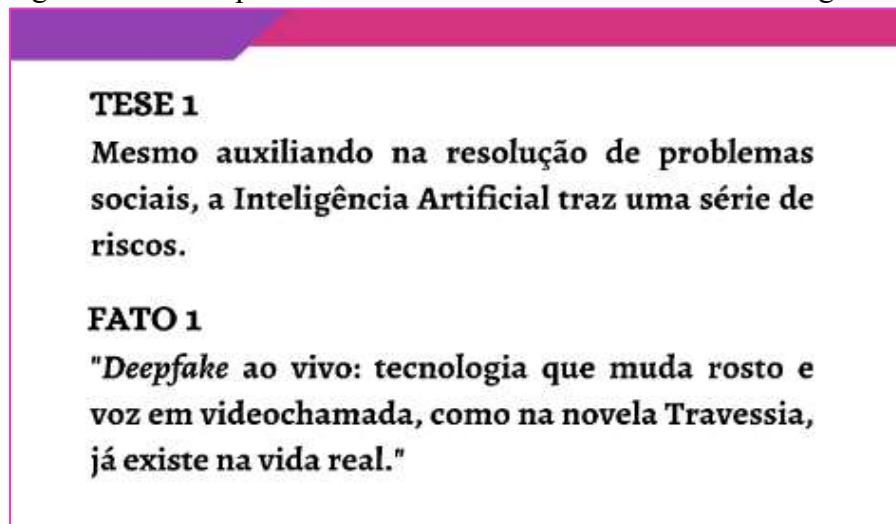 TESE 1
Mesmo auxiliando na resolução de problemas
sociais, a Inteligência Artificial traz uma série de
riscos.
FATO 1
"Deepfake ao vivo: tecnologia que muda rosto e
voz em videochamada, como na novela Travessia,
já existe na vida real."